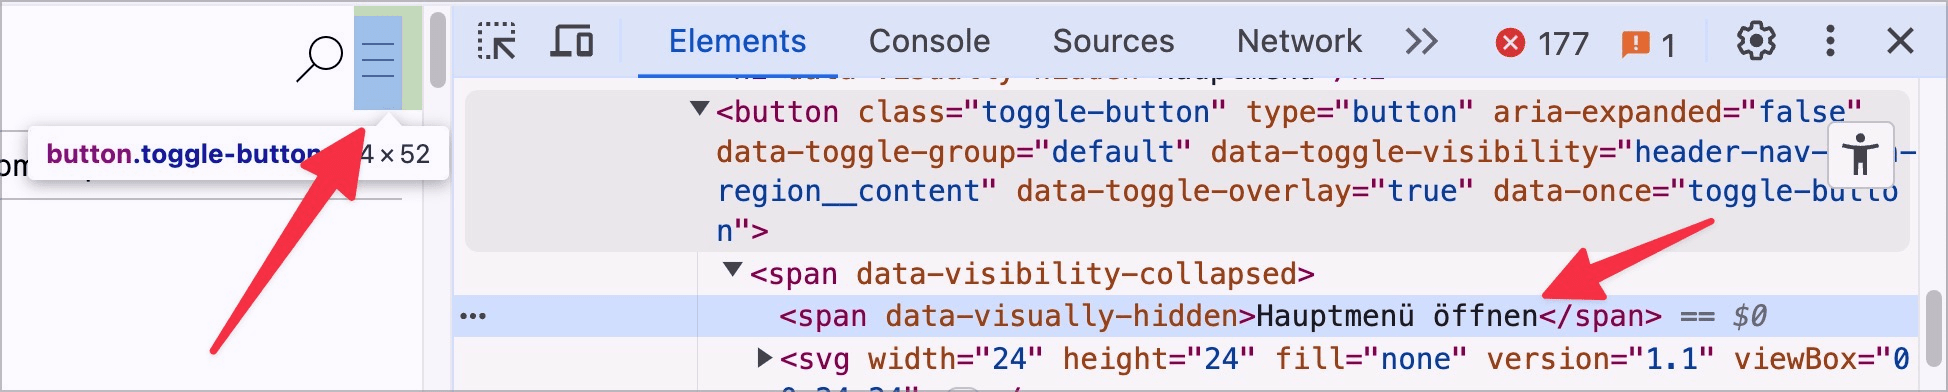 Elements Console Sources Network 177 1
<button class="toggle-button" type="button" aria-expanded="false"
data-toggle-group="default" data-toggle-visibility="header-nav-
region__content" data-toggle-overlay="true" data-once="toggle-butto
n">
<span data-visibility-collapsed>
<span data-visually-hidden>Hauptmenü öffnen</span> == $0
<svg width="24" height="24" fill="none" version="1.1" viewBox="0
button.toggle-button 4 × 52